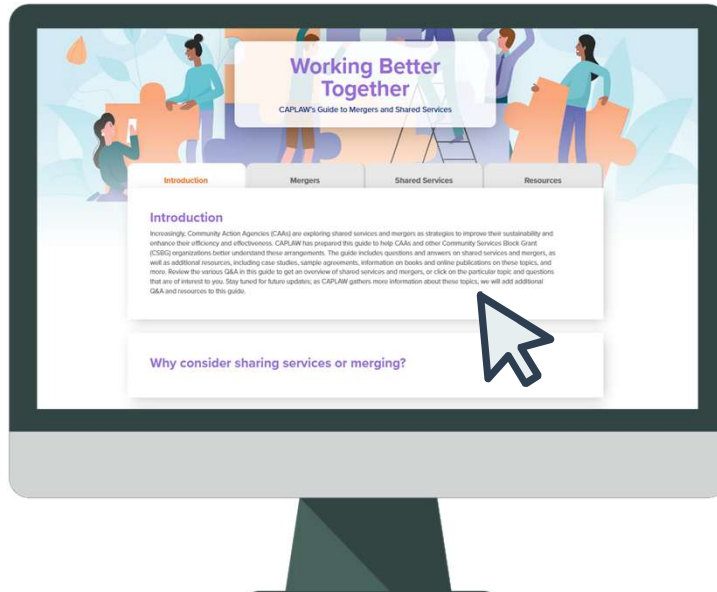 Working Better
Together
CAPLAW's Guide to Mergers and Shared Services
Introduction
Mergers
Shared Services
Resources
Introduction
Increasingly, Community Action Agencies (CAAs) are exploring shared services and mergers as strategies to improve their sustainability and
enhance their efficiency and effectiveness. CAPLAW has prepared this guide to help CAAs and other Community Services Block Grant
(CSBG) organizations better understand these arrangements. The guide includes questions and answers on shared services and mergers, as
well as additional resources, including case studies, sample agreements, information on books and online publications on these topics, and
more. Review the various Q&A in this guide to get an overview of shared services and mergers, or click on the particular topic and questions
that are of interest to you. Stay tuned for future updates; as CAPLAW gathers more information about these topics, we will add additional
Q&A and resources to this guide.
Why consider sharing services or merging?